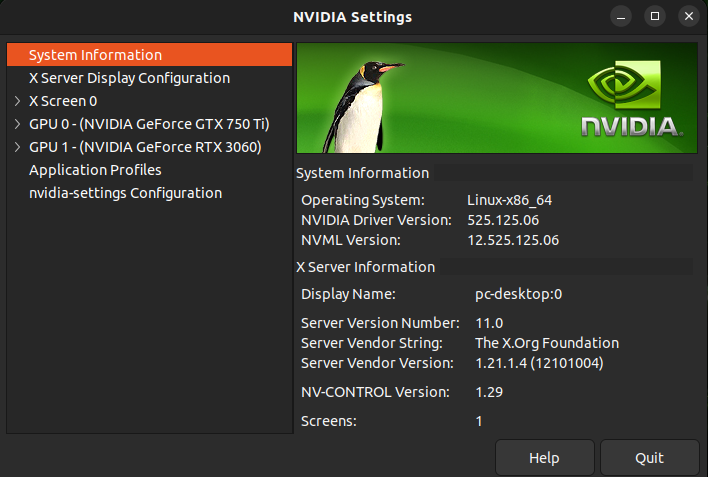 NVIDIA Settings
System Information
X Server Display Configuration
X Screen 0
GPU 0 - (NVIDIA GeForce GTX 750 Ti)
GPU 1 - (NVIDIA GeForce RTX 3060)
Application Profiles
nvidia-settings Configuration
NVIDIA.
System Information
Operating System: Linux-x86_64
NVIDIA Driver Version: 525.125.06
NVML Version: 12.525.125.06
X Server Information
Display Name: pc-desktop:0
Server Version Number: 11.0
Server Vendor String: The X.Org Foundation
Server Vendor Version: 1.21.1.4 (12101004)
NV-CONTROL Version: 1.29
Screens: 1
Help Quit